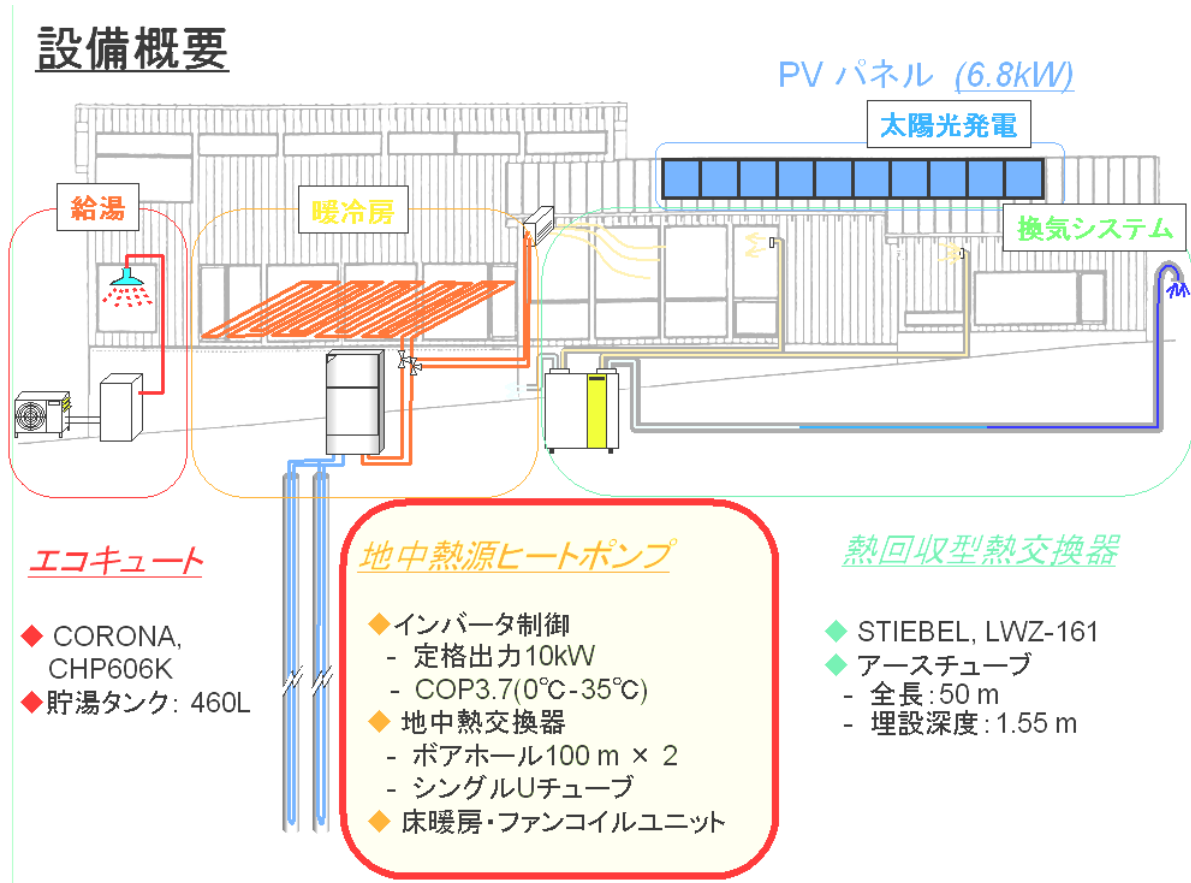 設備概要
PV パネル (6.8kW)
太陽光発電
給湯
暖冷房
換気システム
エコキュート
◆ CORONA,
CHP606K
◆貯湯タンク: 460L
地中熱源ヒートポンプ
◆インバータ制御
- 定格出力10kW
- COP3.7(0℃-35℃)
◆ 地中熱交換器
- ボアホール100 m × 2
- シングルUチューブ
◆ 床暖房・ファンコイルユニット
熱回収型熱交換器
◆ STIEBEL, LWZ-161
◆ アースチューブ
- 全長:50 m
- 埋設深度:1.55 m